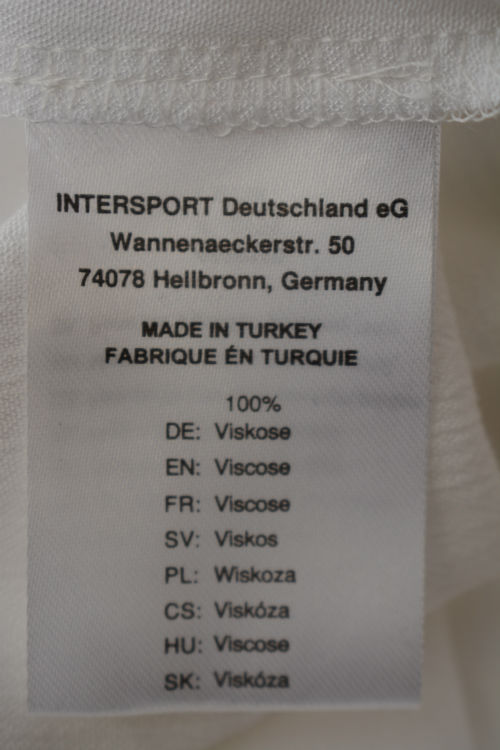 INTERSPORT Deutschland eG
Wannenaeckerstr. 50
74078 Heilbronn, Germany
MADE IN TURKEY
FABRIQUE ÉN TURQUIE
100%
DE: Viskose
EN: Viscose
FR: Viscose
SV: Viskos
PL: Wiskoza
CS: Viskóza
HU: Viscose
SK: Viskóza